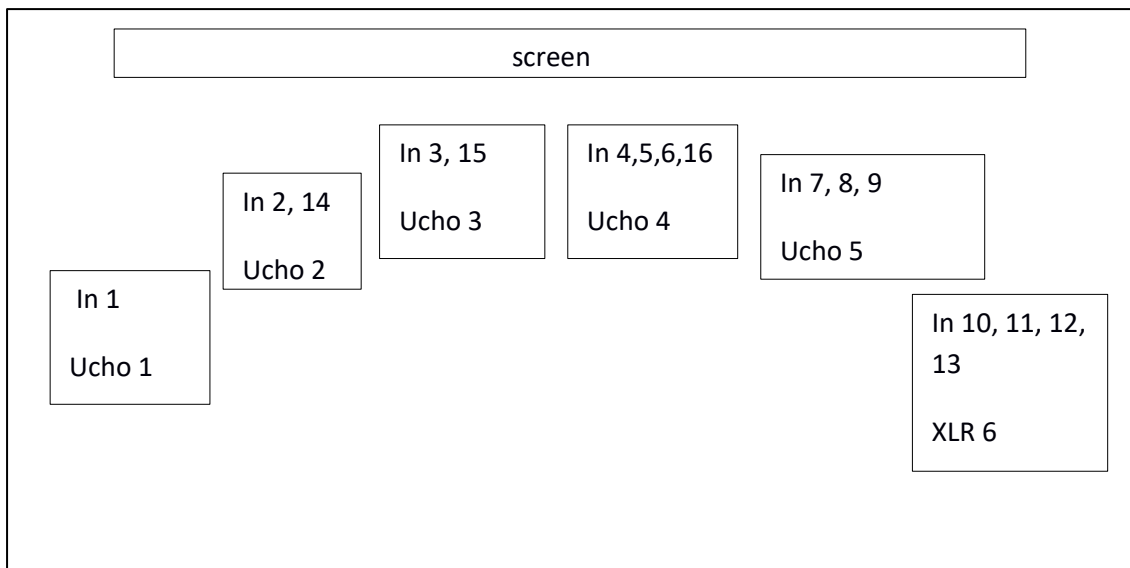 screen
In 1
Ucho 1
In 2, 14
Ucho 2
In 3, 15
Ucho 3
In 4,5,6,16
Ucho 4
In 7, 8, 9
Ucho 5
In 10, 11, 12,
13
XLR 6